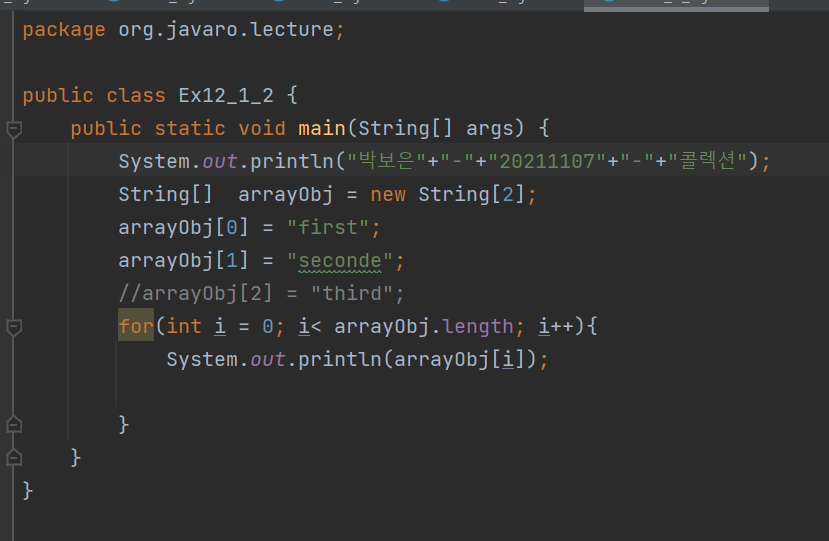 package org.javaro.lecture;
public class Ex12_1_2 {
    public static void main(String[] args) {
        System.out.println("박보은"+"-"+"20211107"+"-"+"콜렉션");
        String[]  arrayObj = new String[2];
        arrayObj[0] = "first";
        arrayObj[1] = "seconde";
        //arrayObj[2] = "third";
        for(int i = 0; i< arrayObj.length; i++){
            System.out.println(arrayObj[i]);
        }
    }
}